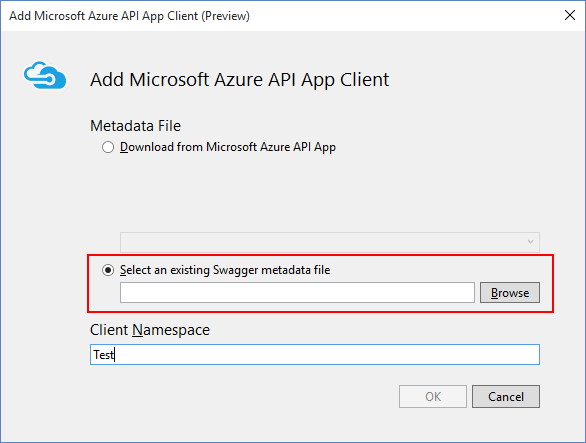 Add Microsoft Azure API App Client (Preview)
Add Microsoft Azure API App Client
Metadata File
Download from Microsoft Azure API App
Select an existing Swagger metadata file
Browse
Client Namespace
Test
OK
Cancel